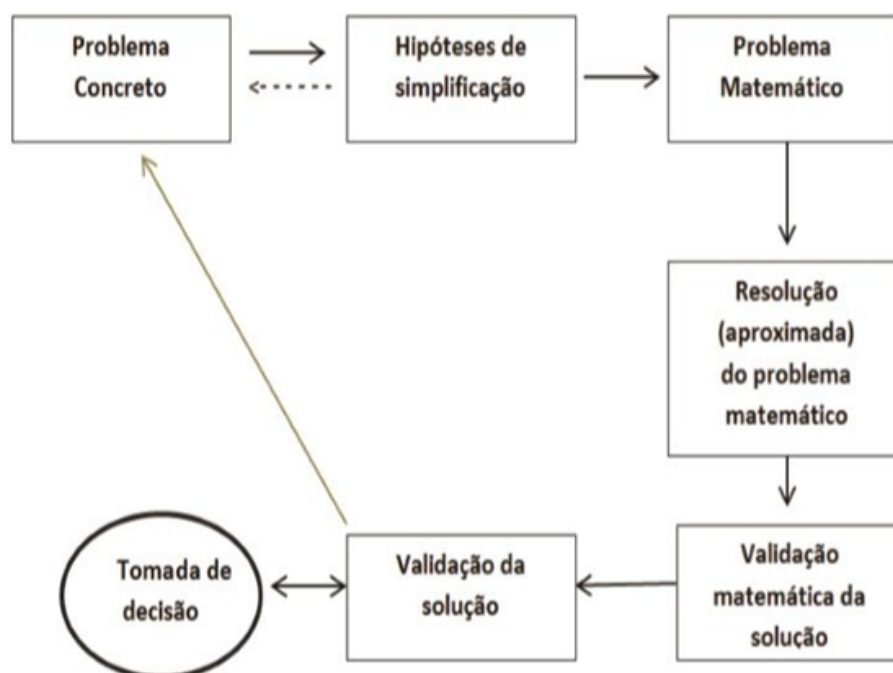 Problema
Concreto
Hipóteses de
simplificação
Problema
Matemático
Resolução
(aproximada)
do problema
matemático
Validação
matemática da
solução
Validação da
solução
Tomada de
decisão